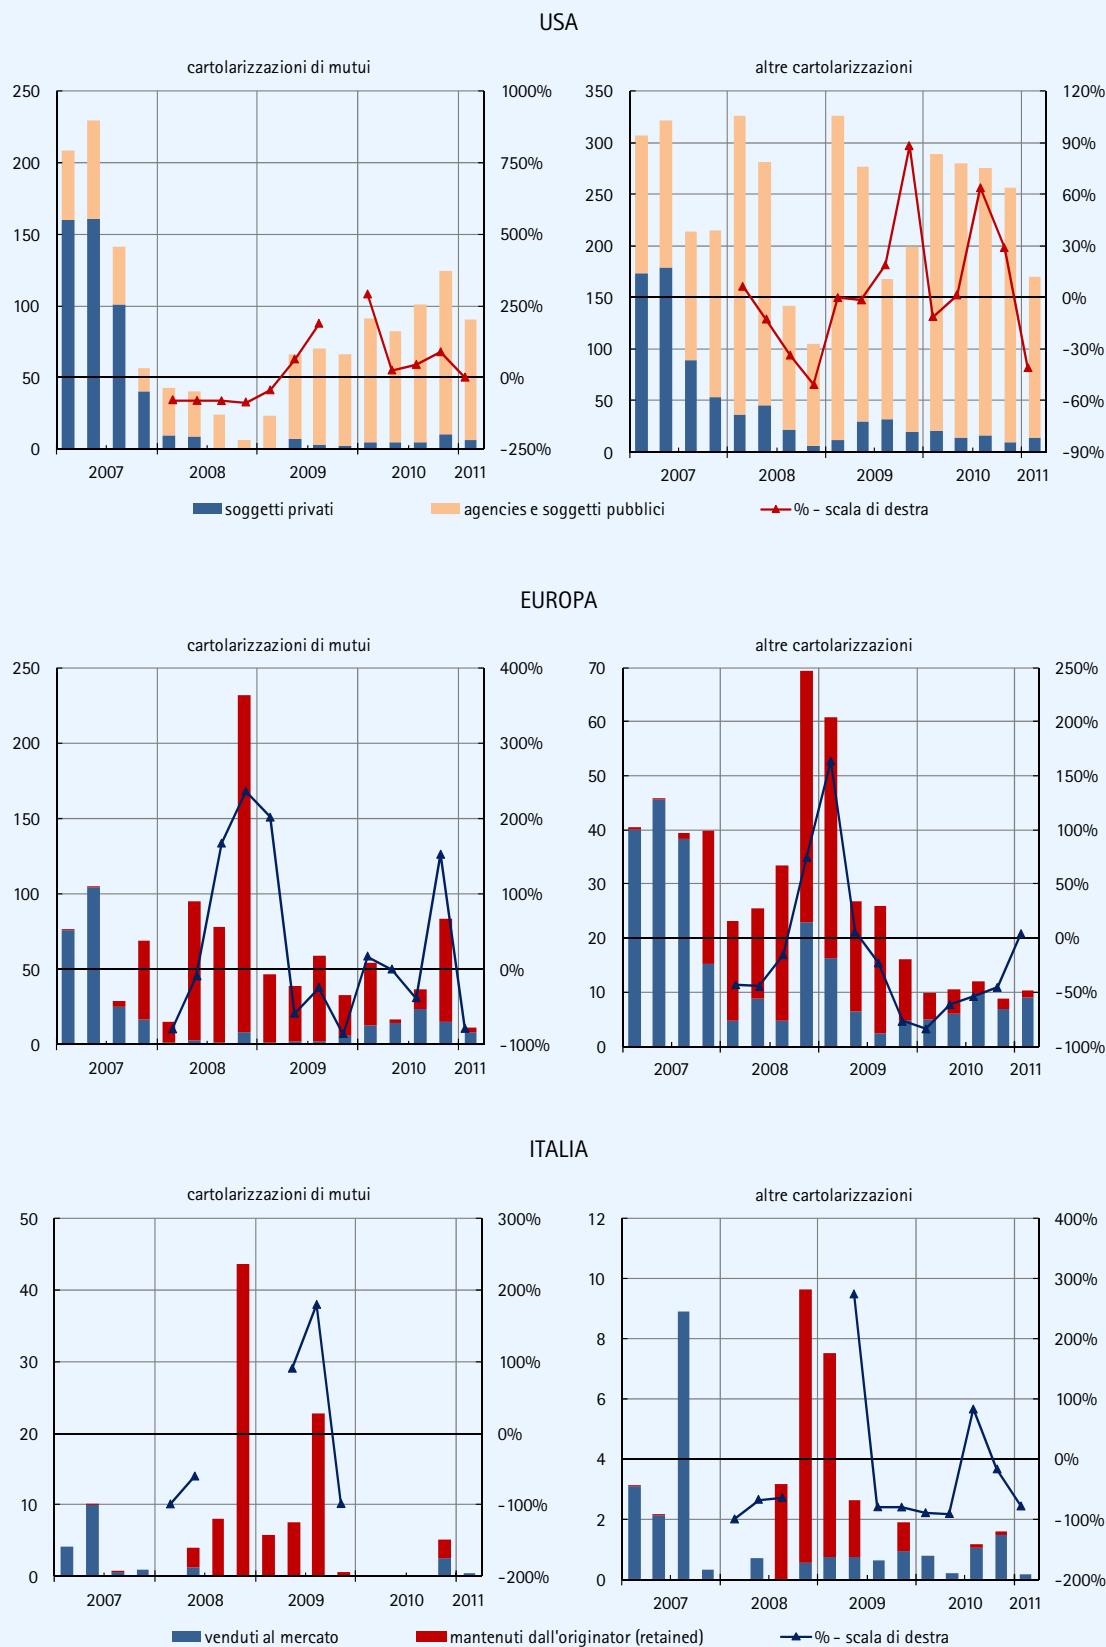 USA
cartolarizzazioni di mutui
altre cartolarizzazioni
250 1000% 350 120%
300 90%
200 750%
250 60%
150 500%
200 30%
100 250% 150 0%
100 -30%
50 0%
50 -60%
0 -250% 0 -90%
2007 2008 2009 2010 2011 2007 2008 2009 2010 2011
soggetti privati agencies e soggetti pubblici % - scala di destra
EUROPA
cartolarizzazioni di mutui
altre cartolarizzazioni
250 400% 70 250%
60 200%
200 300%
50 150%
150 200%
40 100%
100 100% 30 50%
20 0%
50 0%
10 -50%
0 -100% 0 -100%
2007 2008 2009 2010 2011 2007 2008 2009 2010 2011
ITALIA
cartolarizzazioni di mutui
altre cartolarizzazioni
50 300% 12 400%
10 300%
40 200%
8 200%
30 100%
6 100%
20 0% 4 0%
10 -100% 2 -100%
0 -200% 0 -200%
2007 2008 2009 2010 2011 2007 2008 2009 2010 2011
venduti al mercato mantenuti dall'originator (retained) % - scala di destra